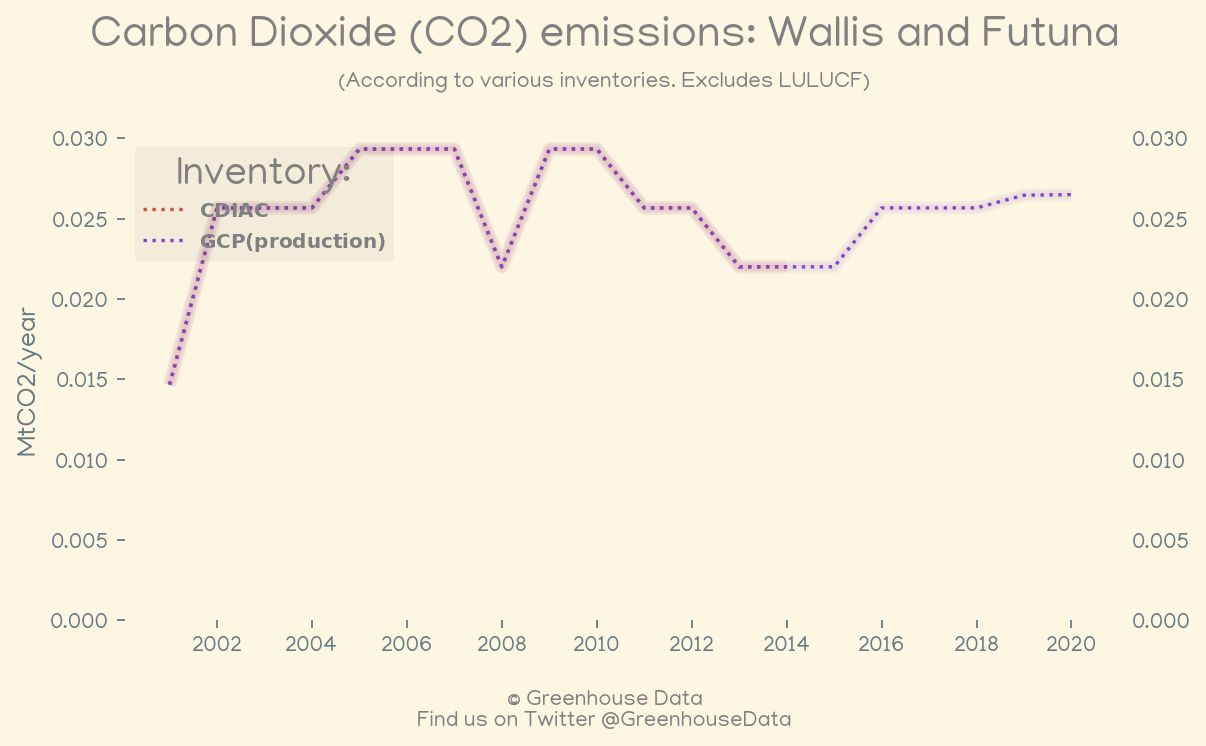 Carbon Dioxide (CO2) emissions: Wallis and Futuna
(According to various inventories. Excludes LULUCF)
0.030 0.030
Inventory:
CDIAC
0.025 0.025
GCP(production)
0.020 0.020
MtCO2/year
0.015 0.015
0.010 0.010
0.005 0.005
0.000 0.000
2002 2004 2006 2008 2010 2012 2014 2016 2018 2020
© Greenhouse Data
Find us on Twitter @GreenhouseData